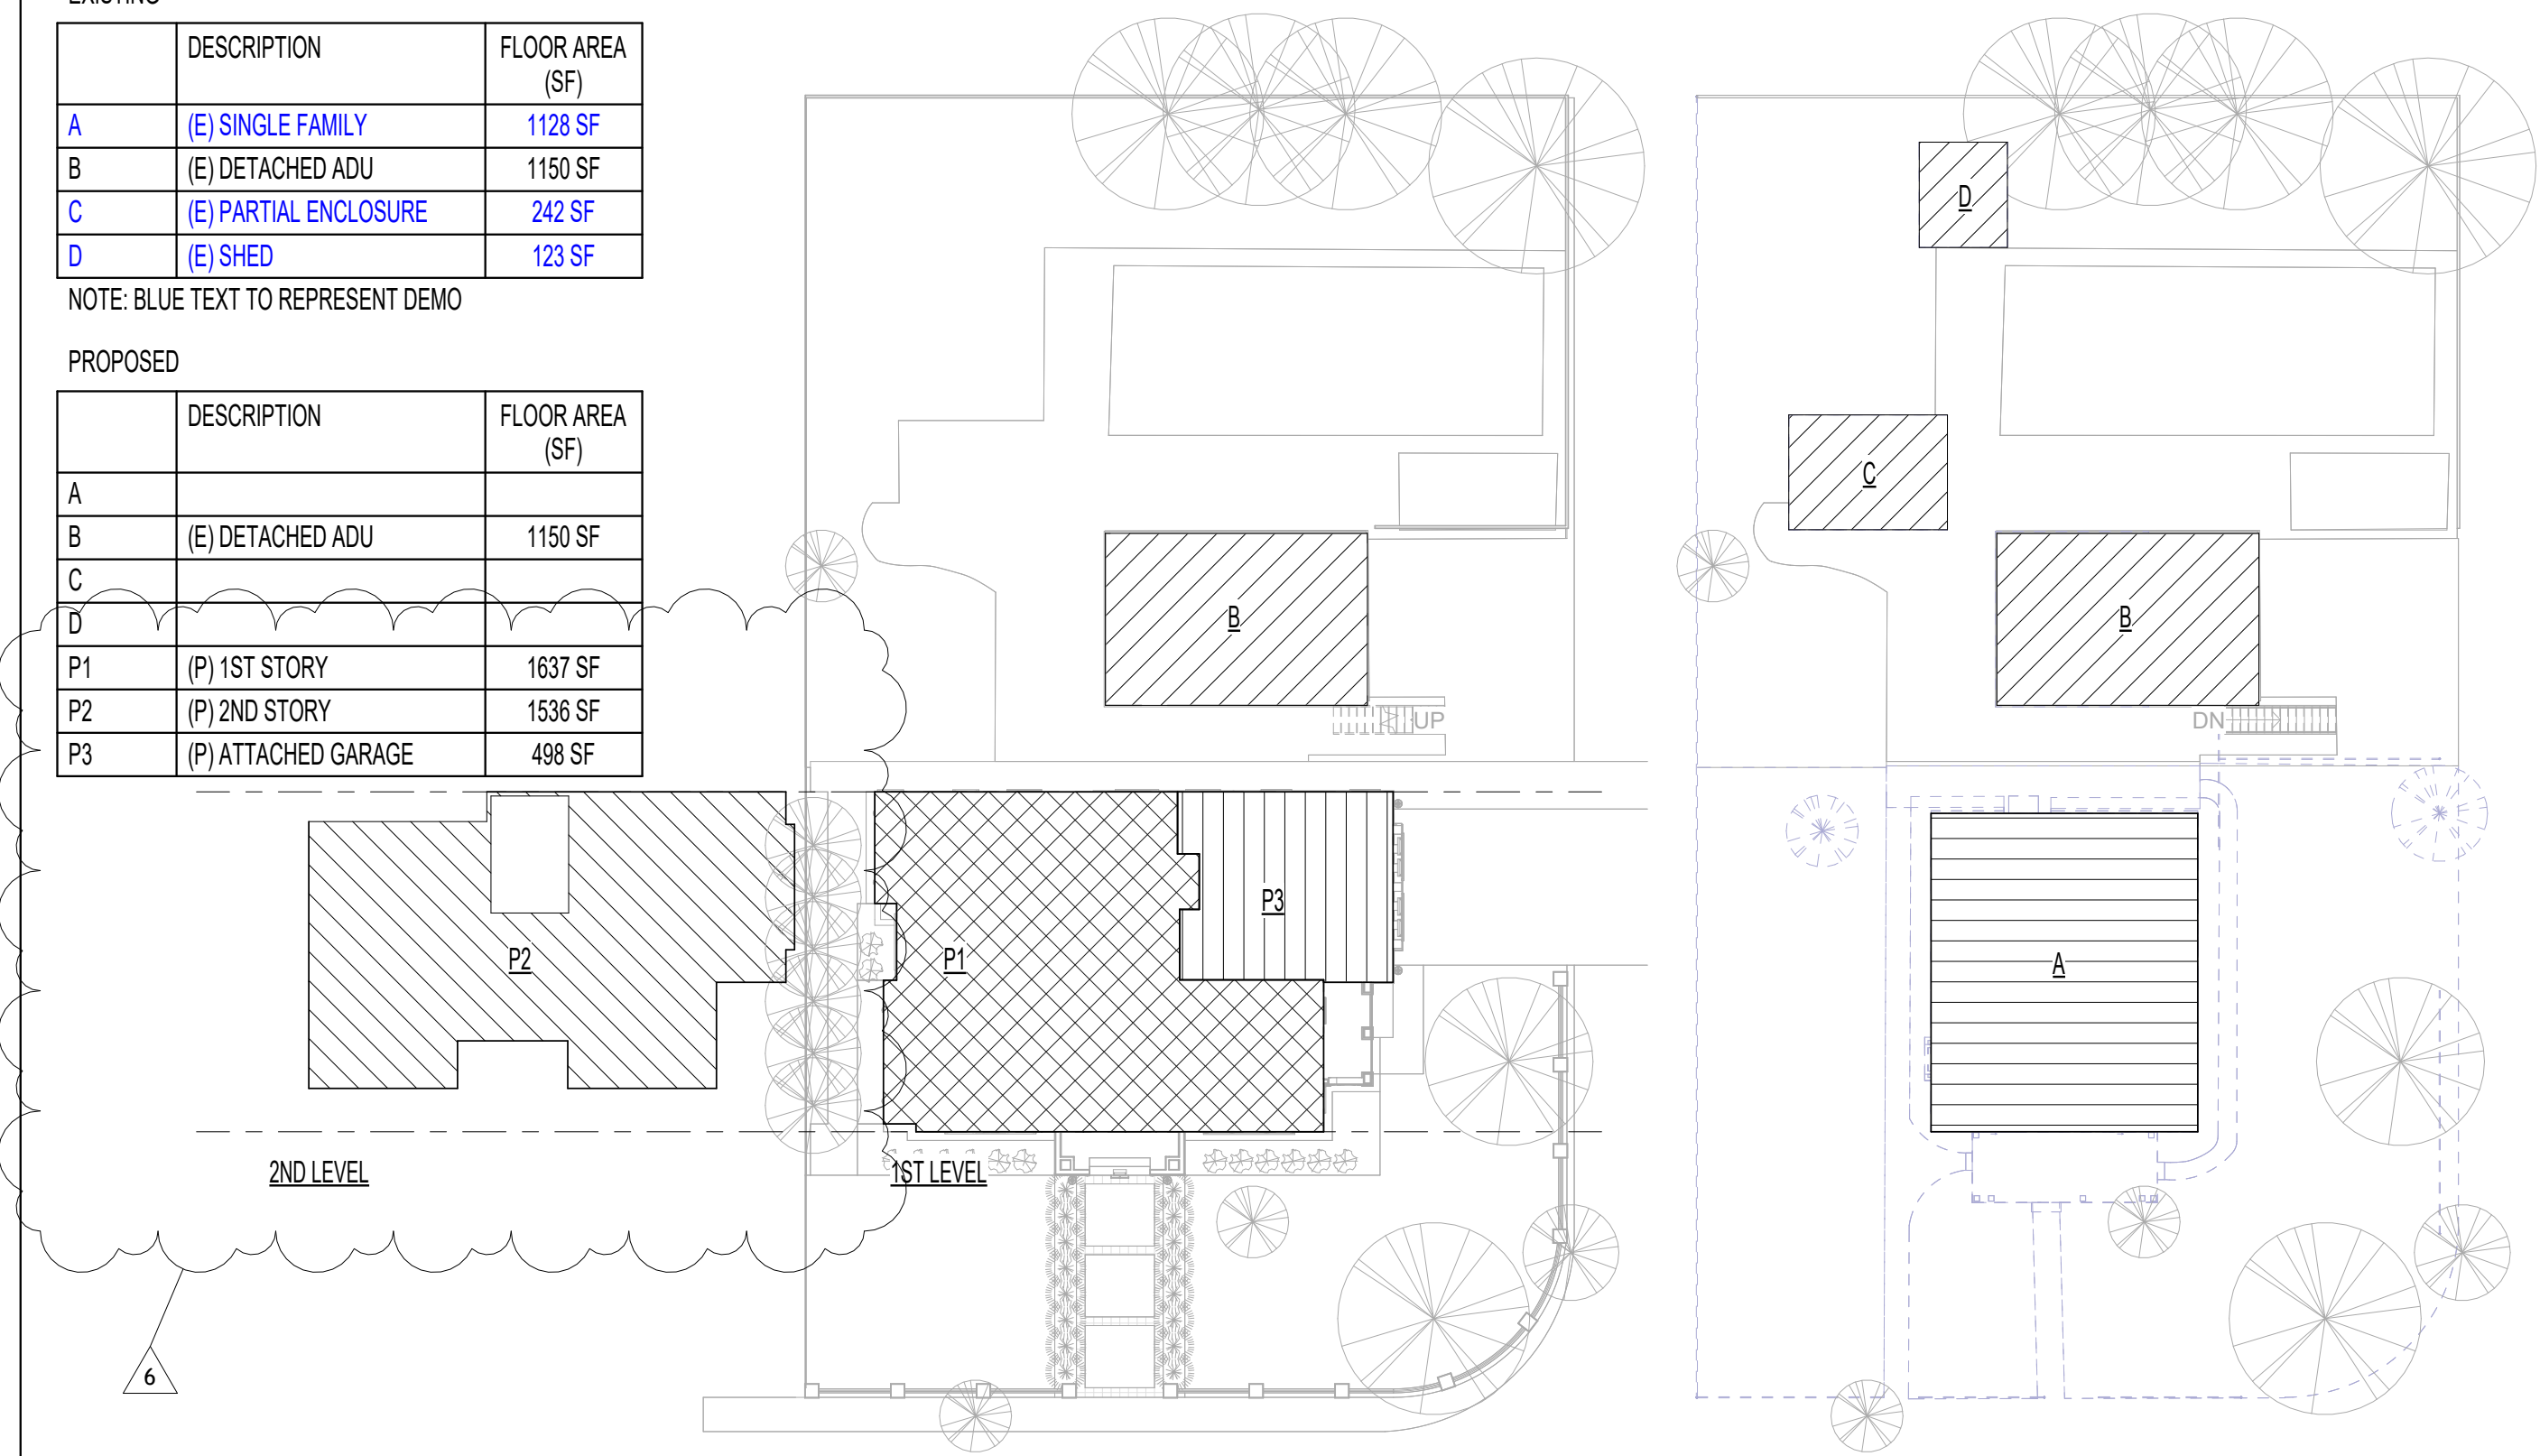 EXISTING
DESCRIPTION FLOOR AREA
(SF)
A (E) SINGLE FAMILY 1128 SF
B (E) DETACHED ADU 1150 SF
C (E) PARTIAL ENCLOSURE 242 SF
D (E) SHED 123 SF
NOTE: BLUE TEXT TO REPRESENT DEMO
PROPOSED
DESCRIPTION FLOOR AREA
(SF)
A
B (E) DETACHED ADU 1150 SF
C
D
P1 (P) 1ST STORY 1637 SF
P2 (P) 2ND STORY 1536 SF
P3 (P) ATTACHED GARAGE 498 SF
P2
2ND LEVEL
6
B
UP
P3
P1
1ST LEVEL
D
C
B
DN
A